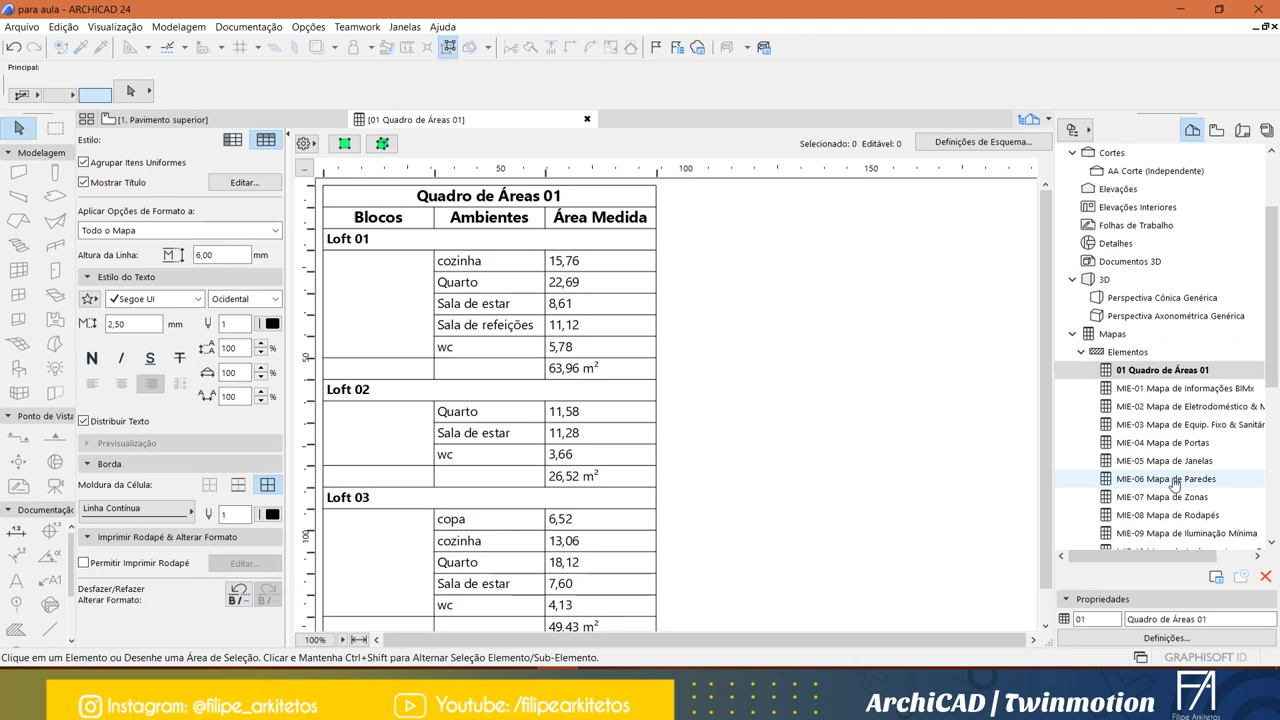 para aula - ARCHICAD 24
Arquivo Edição Visualização Modelagem Documentação Opções Teamwork Janelas Ajuda
Principal:
[1. Pavimento superior]
[01 Quadro de Áreas 01]
Estilo:
Selecionado: 0 Editável: 0
Definições de Esquema...
Modelagem
Agrupar Itens Uniformes
Mostrar Título
Editar...
Aplicar Opções de Formato a:
Todo o Mapa
Altura da Linha:
6,00
mm
Estilo do Texto
Segoe UI
Ocidental
2,50
mm
1
N
I
S
T
100 %
100 %
100 %
Distribuir Texto
Previsualização
Borda
Moldura da Célula:
Linha Contínua
1
Imprimir Rodapé & Alterar Formato
Permitir Imprimir Rodapé
Editar...
Desfazer/Refazer
Alterar Formato:
B/
B/
Ponto de Vista
Documentação
A
A1
50 100 150
50
100
Quadro de Áreas 01
Blocos Ambientes Área Medida
Loft 01
cozinha 15,76
Quarto 22,69
Sala de estar 8,61
Sala de refeições 11,12
wc 5,78
63,96 m²
Loft 02
Quarto 11,58
Sala de estar 11,28
wc 3,66
26,52 m²
Loft 03
copa 6,52
cozinha 13,06
Quarto 18,12
Sala de estar 7,60
wc 4,13
49,43 m²
100%
Cortes
AA Corte (Independente)
Elevações
Elevações Interiores
Folhas de Trabalho
Detalhes
Documentos 3D
3D
Perspectiva Cônica Genérica
Perspectiva Axonométrica Genérica
Mapas
Elementos
01 Quadro de Áreas 01
MIE-01 Mapa de Informações BIMx
MIE-02 Mapa de Eletrodoméstico & M
MIE-03 Mapa de Equip. Fixo & Sanitár
MIE-04 Mapa de Portas
MIE-05 Mapa de Janelas
MIE-06 Mapa de Paredes
MIE-07 Mapa de Zonas
MIE-08 Mapa de Rodapés
MIE-09 Mapa de Iluminação Mínima
Propriedades
01 Quadro de Áreas 01
Definições...
Clique em um Elemento ou Desenhe uma Área de Seleção. Clicar e Mantenha Ctrl+Shift para Alternar Seleção Elemento/Sub-Elemento.
GRAPHISOFT ID
Instagram: @filipe_arkitetos
Youtube: /filipearkitetos
ArchiCAD | Twinmotion
FA
Filipe Arkitetos